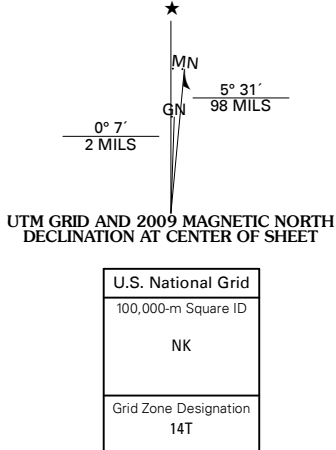 ★
MN
GN
5° 31´
98 MILS
0° 7´
2 MILS
UTM GRID AND 2009 MAGNETIC NORTH
DECLINATION AT CENTER OF SHEET
U.S. National Grid
100,000-m Square ID
NK
Grid Zone Designation
14T